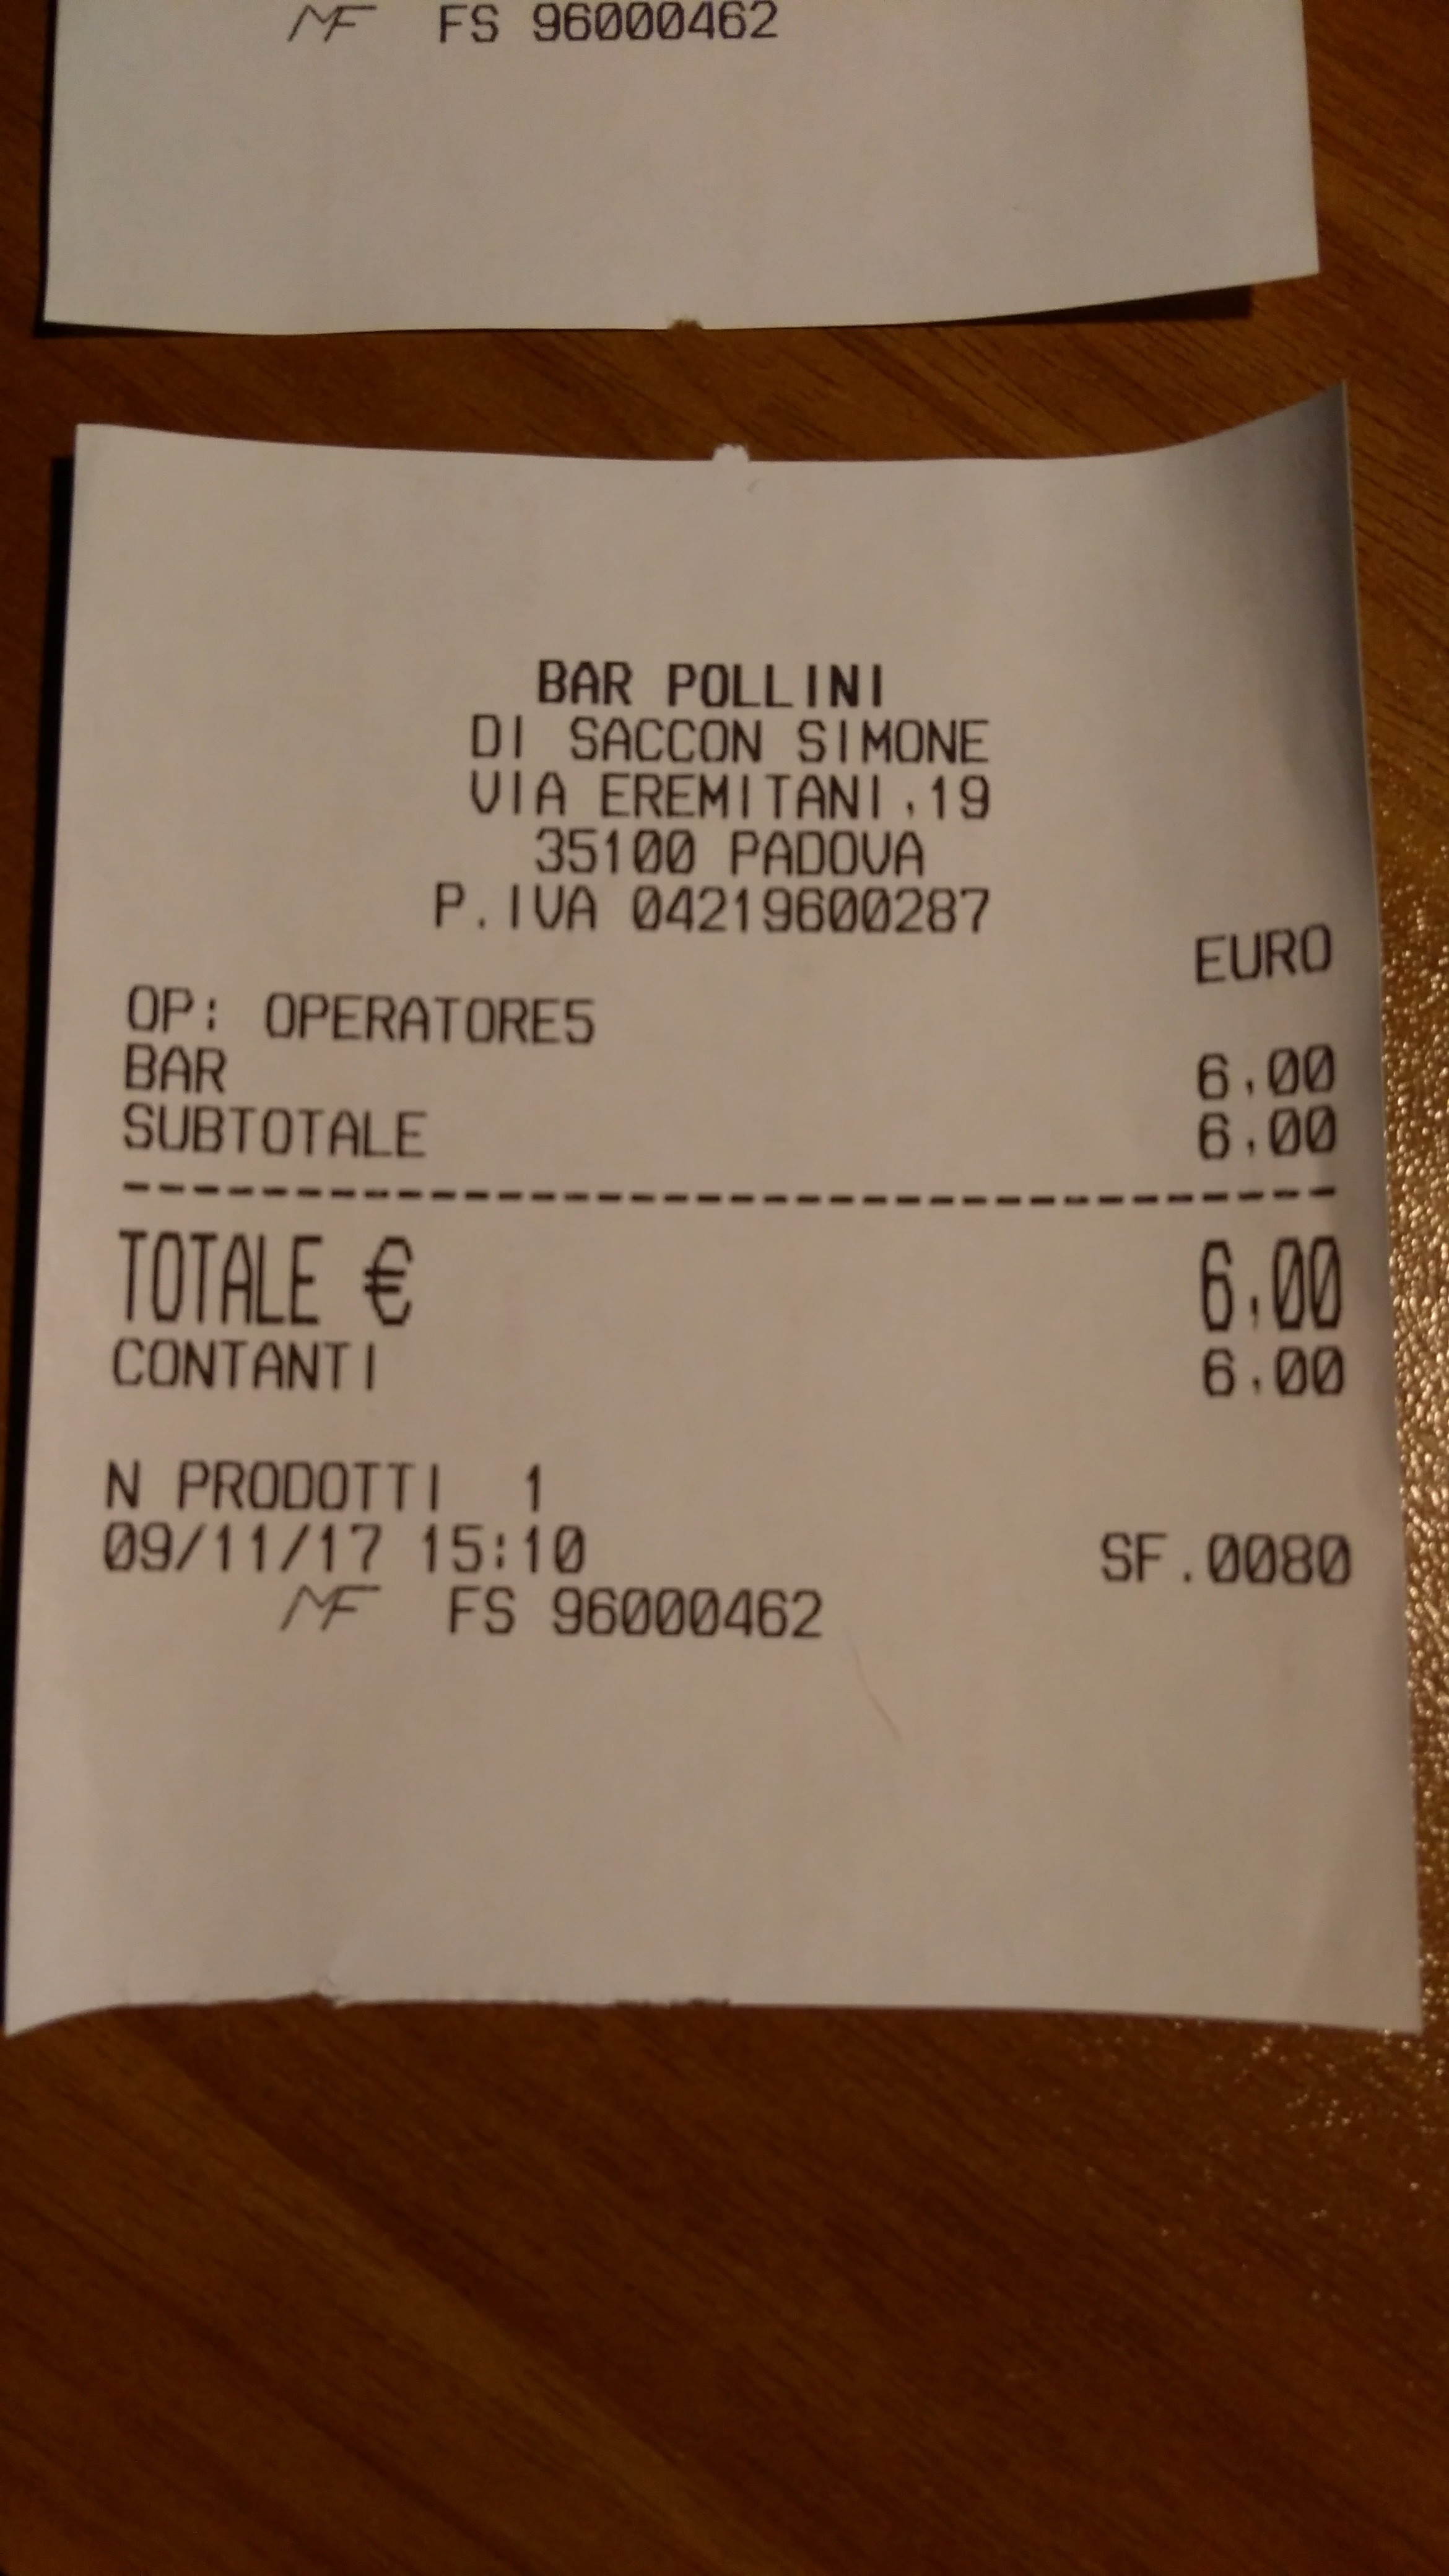 MF FS 96000462
BAR POLLINI
DI SACCON SIMONE
VIA EREMITANI,19
35100 PADOVA
P.IVA 04219600287
EURO
OP: OPERATORE5
BAR 6,00
SUBTOTALE 6,00
TOTALE € 6,00
CONTANTI 6,00
N PRODOTTI 1
09/11/17 15:10 SF.0080
MF FS 96000462